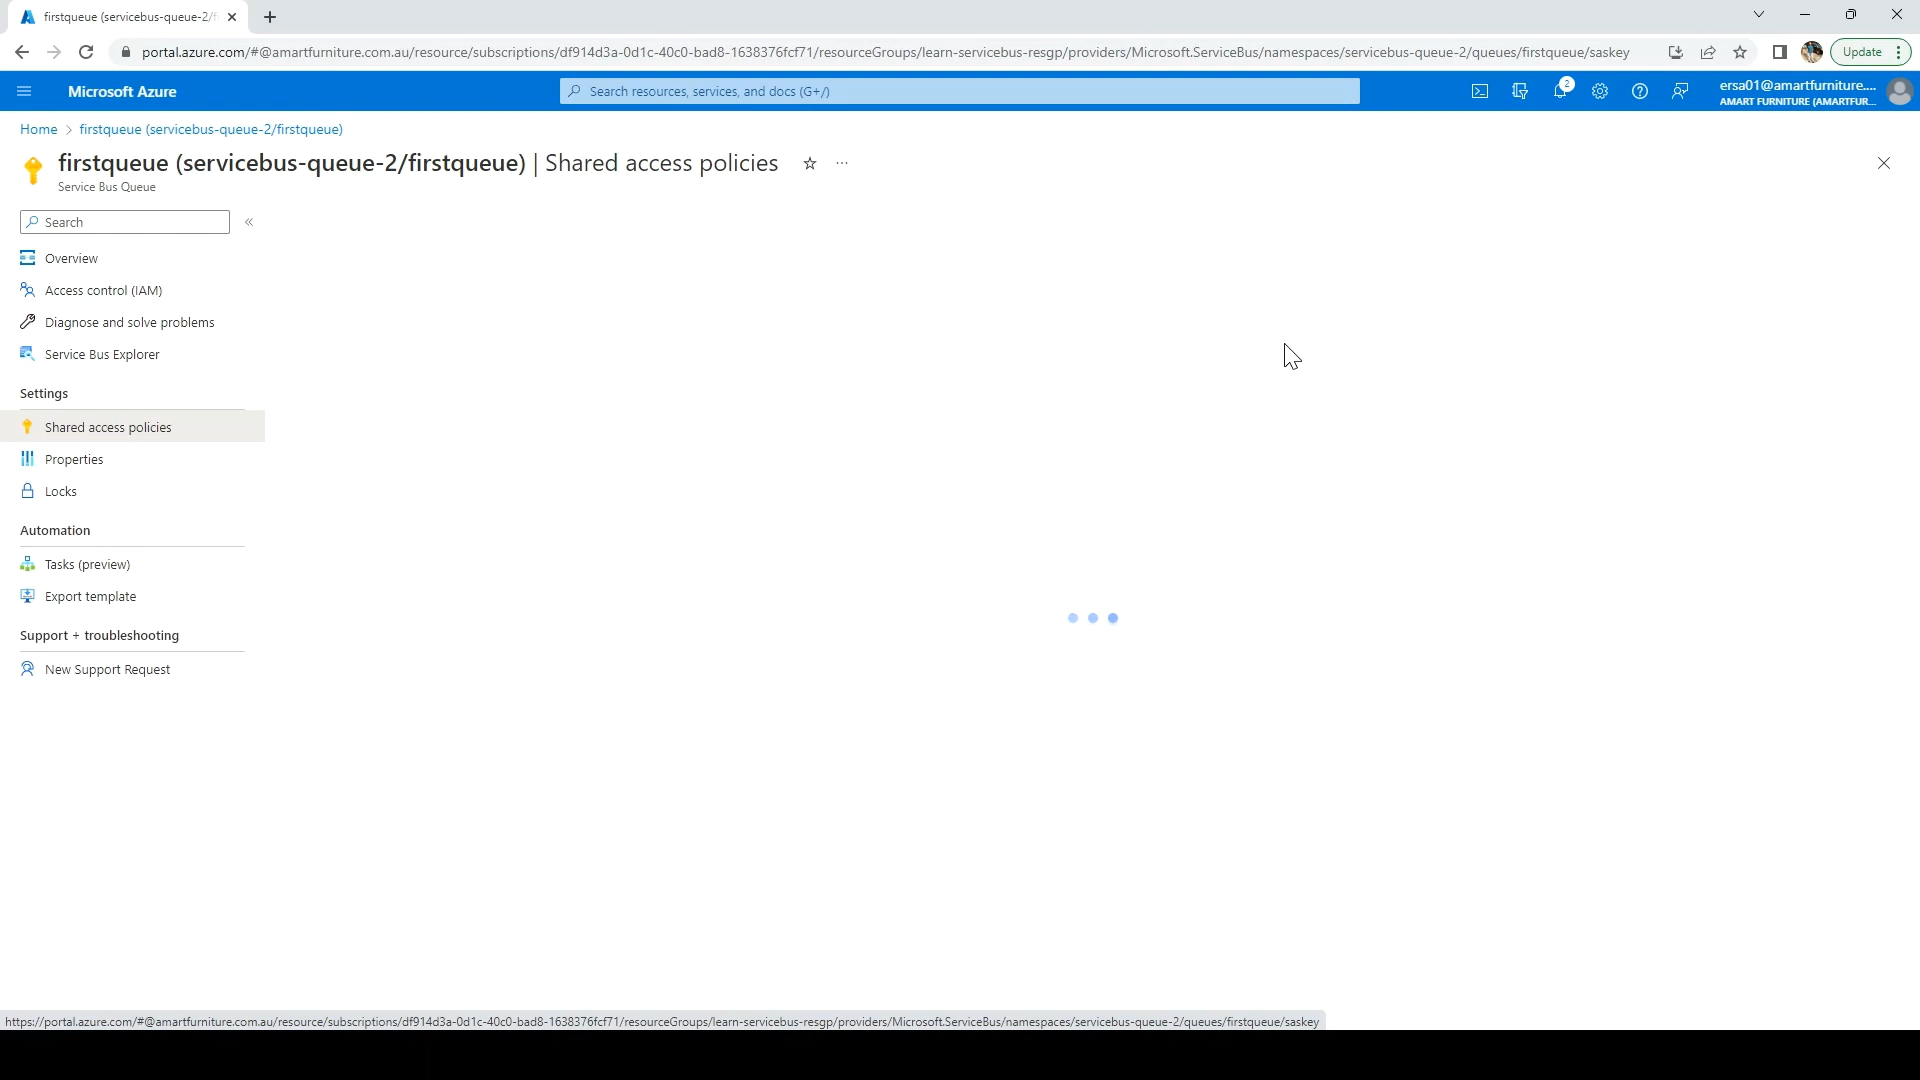 firstqueue (servicebus-queue-2/fi
portal.azure.com/#@amartfurniture.com.au/resource/subscriptions/df914d3a-0d1c-40c0-bad8-1638376fcf71/resourceGroups/learn-servicebus-resgp/providers/Microsoft.ServiceBus/namespaces/servicebus-queue-2/queues/firstqueue/saskey
Update
Microsoft Azure
Search resources, services, and docs (G+/)
2
ersa01@amartfurniture....
AMART FURNITURE (AMARTFUR...
Home > firstqueue (servicebus-queue-2/firstqueue)
firstqueue (servicebus-queue-2/firstqueue) | Shared access policies
Service Bus Queue
Search
Overview
Access control (IAM)
Diagnose and solve problems
Service Bus Explorer
Settings
Shared access policies
Properties
Locks
Automation
Tasks (preview)
Export template
Support + troubleshooting
New Support Request
https://portal.azure.com/#@amartfurniture.com.au/resource/subscriptions/df914d3a-0d1c-40c0-bad8-1638376fcf71/resourceGroups/learn-servicebus-resgp/providers/Microsoft.ServiceBus/namespaces/servicebus-queue-2/queues/firstqueue/saskey